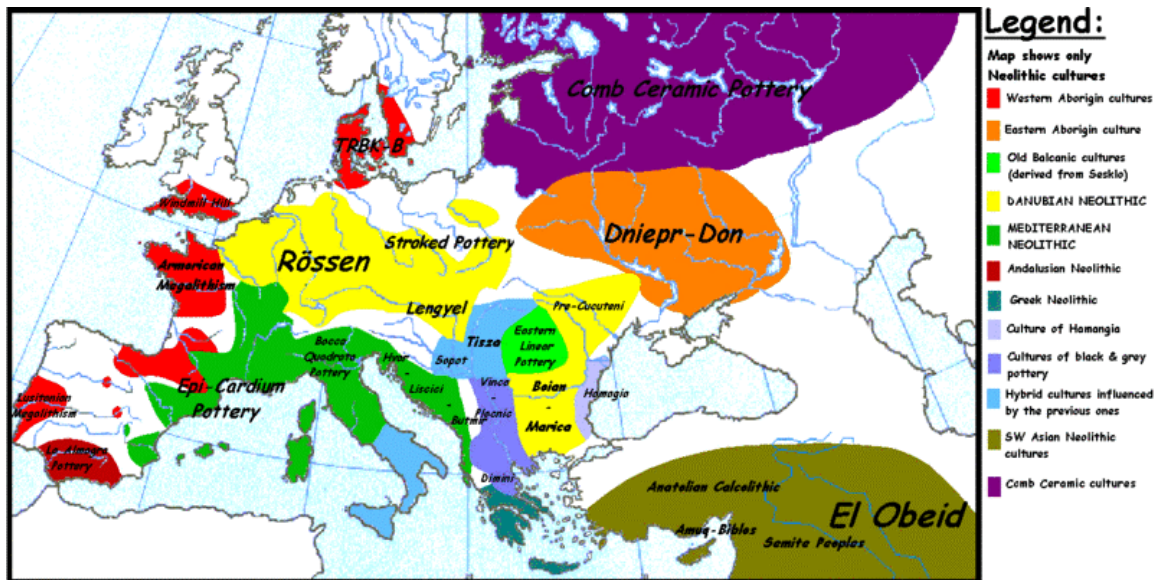 Legend:
Map shows only
Neolithic cultures
Western Aborigin cultures
Eastern Aborigin culture
Old Balcanic cultures
(derived from Sesklo)
DANUBIAN NEOLITHIC
MEDITERRANEAN
NEOLITHIC
Andalusian Neolithic
Greek Neolithic
Culture of Hamangia
Cultures of black & grey
pottery
Hybrid cultures influenced
by the previous ones
SW Asian Neolithic
cultures
Comb Ceramic cultures
Comb Ceramic Pottery
TRBK-B
Windmill Hill
Dniepr-Don
Stroked Pottery
Rössen
Armorican
Megalithism
Lengyel
Pre-Cucuteni
Tisza
Eastern
Linear
Pottery
Bocca
Quadrata
Pottery
Hvar
-
Liscici
-
Butmir
Sopot
Vinca
-
Plocnic
Boian
-
Marica
Hamagia
Epi-Cardium
Pottery
Lusitanian
Megalithism
La Almagra
Pottery
Dimini
Anatolian Calcolithic
El Obeid
Amuq-Biblos
Semite Peoples